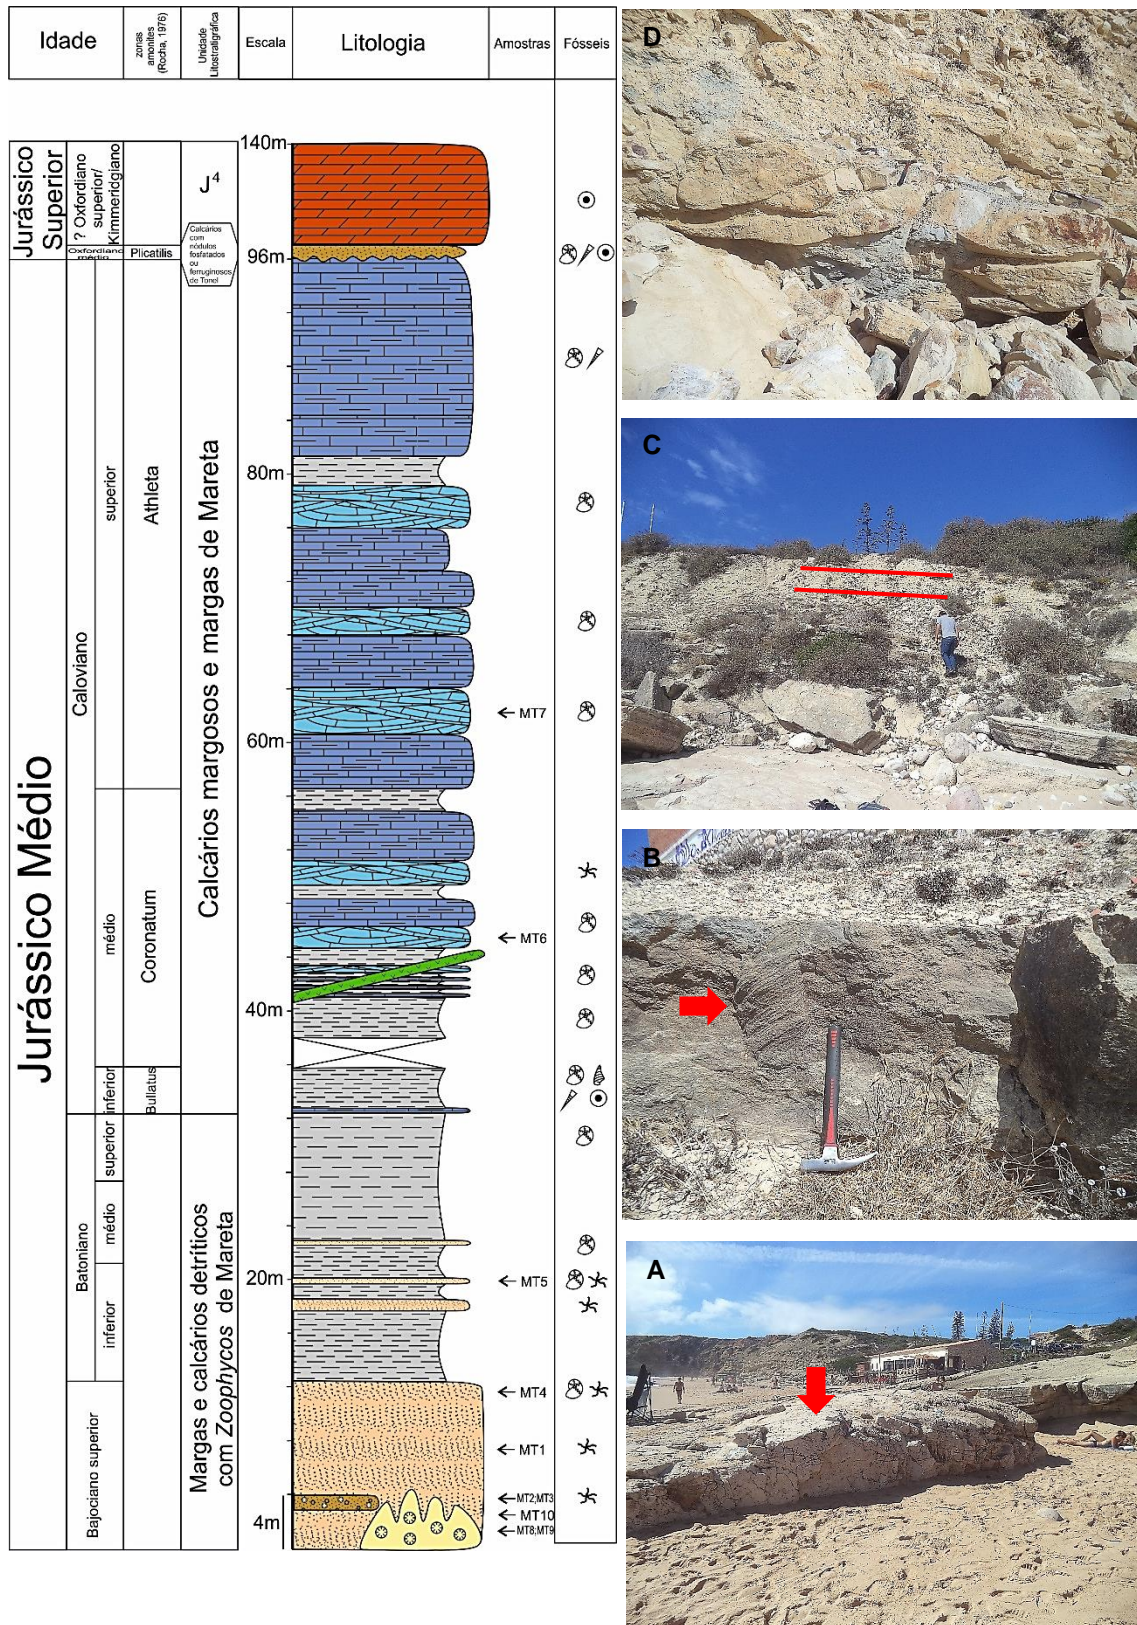 Idade
zonas
amonites
(Rocha, 1976)
Unidade
Litostratigráfica
Escala
Litologia
Amostras
Fósseis
Jurássico
Superior
? Oxfordiano
superior/
Kimmeridgiano
J4
Oxfordiano
médio
Plicatilis
Calcários
com
nódulos
fosfatados
ou
ferruginosos
de Tonel
140m
96m
Jurássico Médio
Caloviano
superior
Athleta
Calcários margosos e margas de Mareta
80m
MT7
60m
médio
Coronatum
MT6
40m
inferior
Bullatus
Batoniano
superior
médio
inferior
Margas e calcários detríticos
com Zoophycos de Mareta
20m
MT5
Bajociano superior
MT4
MT1
MT2;MT3
MT10
MT8;MT9
4m
D
C
B
A